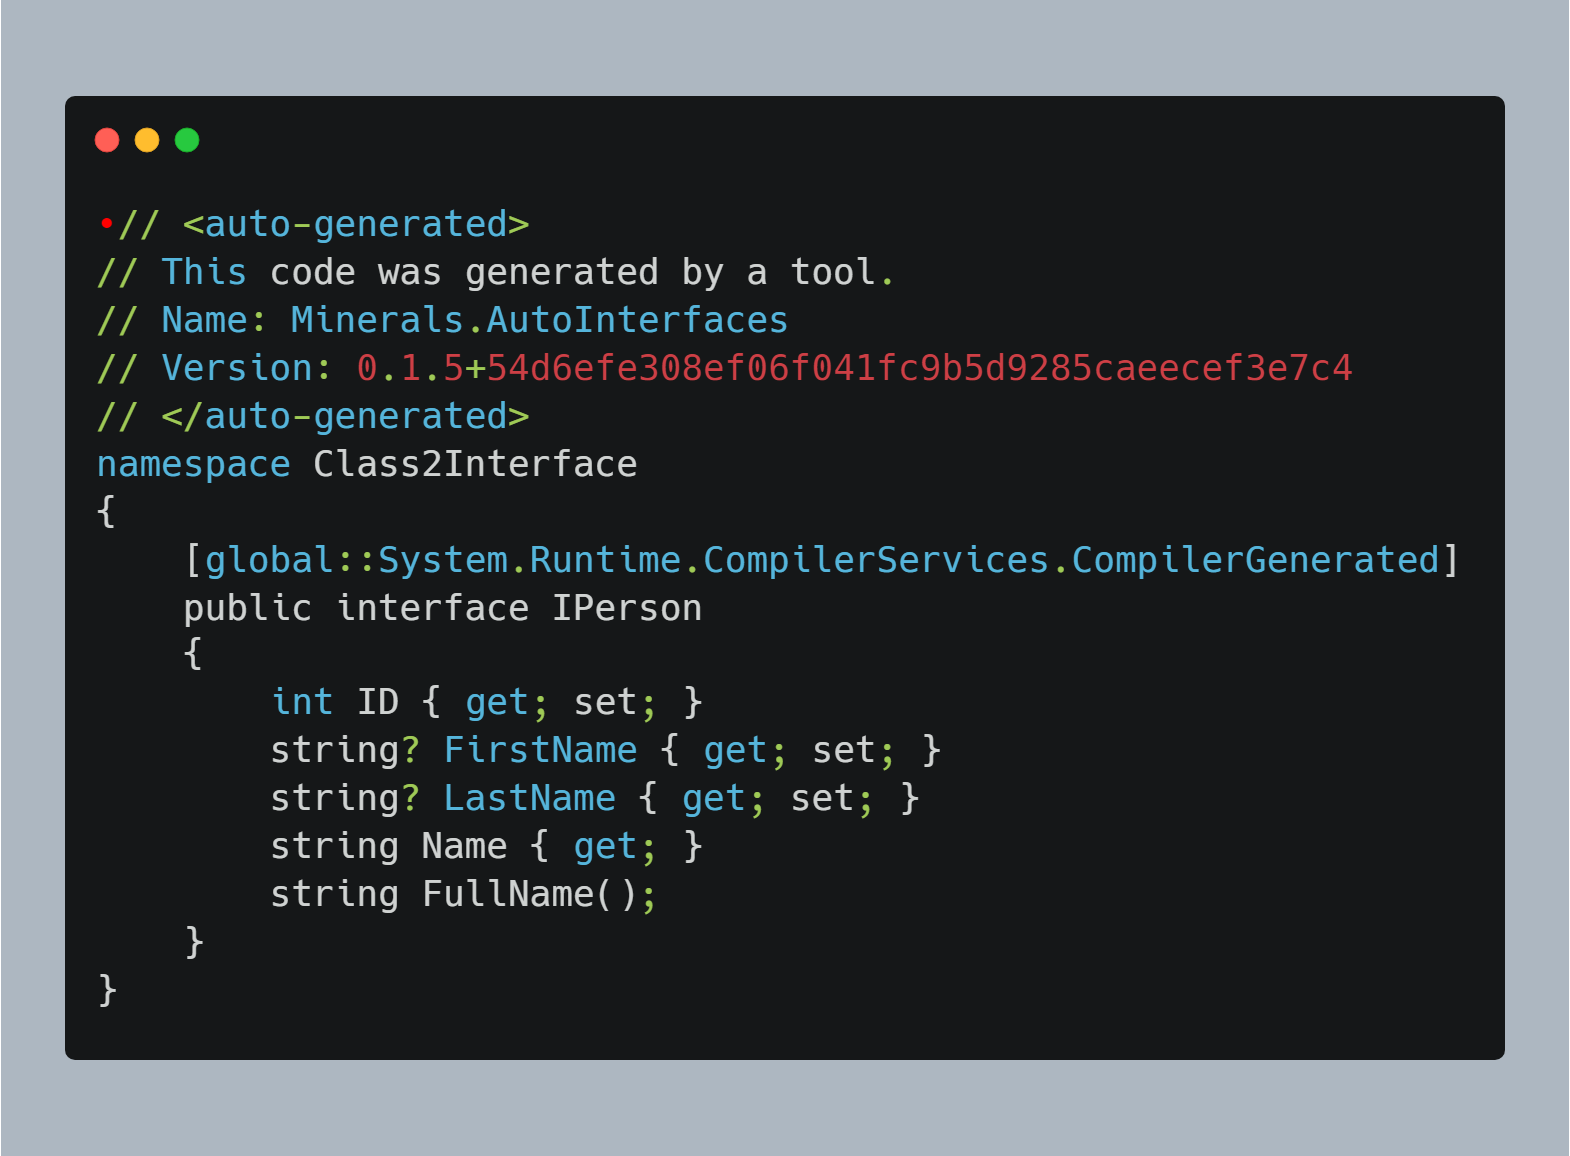 •// <auto-generated>
// This code was generated by a tool.
// Name: Minerals.AutoInterfaces
// Version: 0.1.5+54d6efe308ef06f041fc9b5d9285caeecef3e7c4
// </auto-generated>
namespace Class2Interface
{
    [global::System.Runtime.CompilerServices.CompilerGenerated]
    public interface IPerson
    {
        int ID { get; set; }
        string? FirstName { get; set; }
        string? LastName { get; set; }
        string Name { get; }
        string FullName();
    }
}